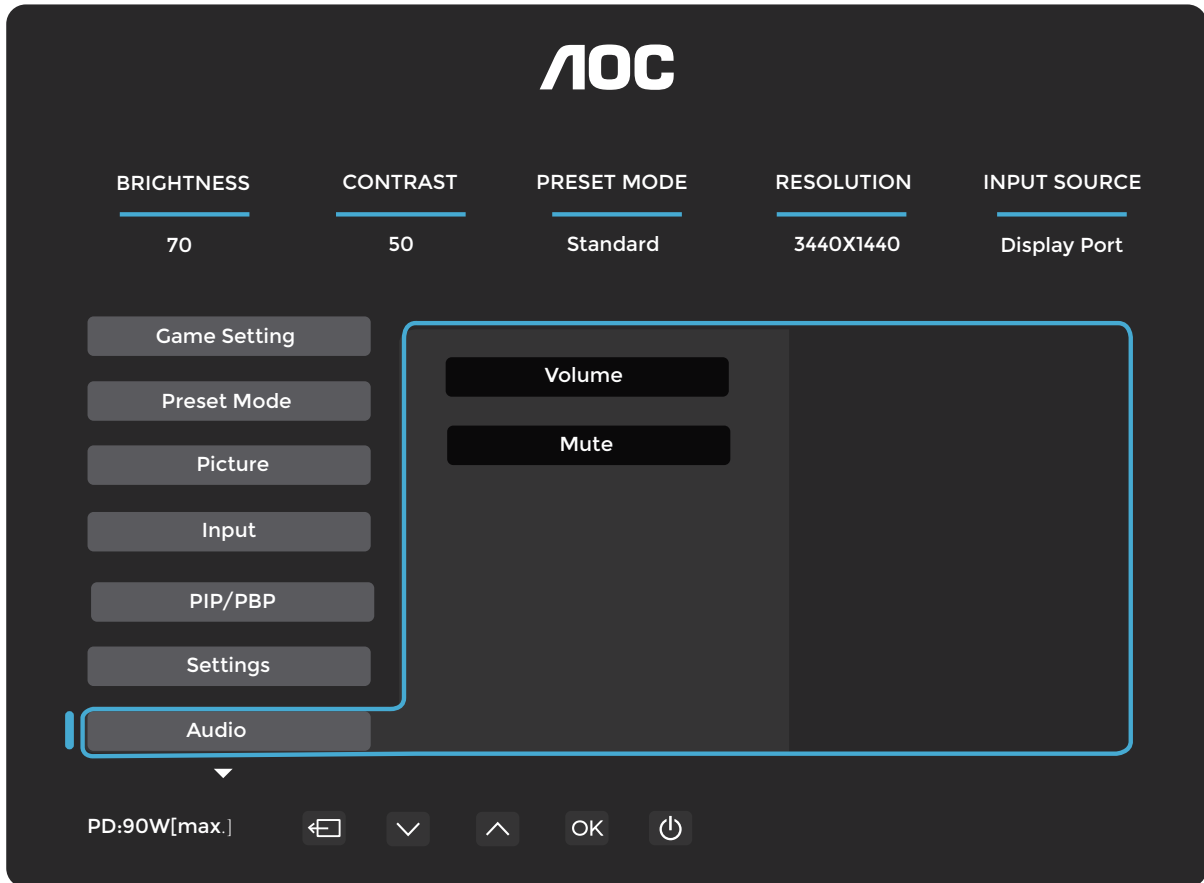 AOC
BRIGHTNESS CONTRAST PRESET MODE RESOLUTION INPUT SOURCE
70 50 Standard 3440X1440 Display Port
Game Setting
Preset Mode
Picture
Input
PIP/PBP
Settings
Audio
Volume
Mute
PD:90W[max.] OK